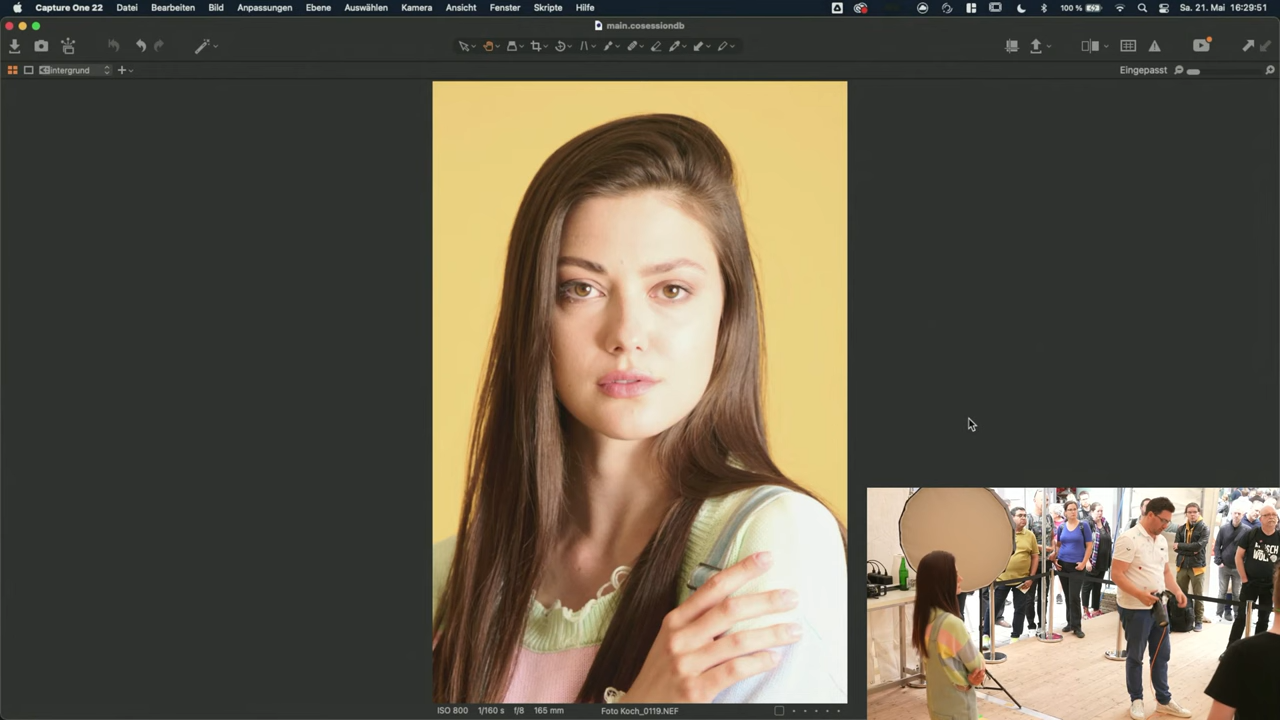 Capture One 22 Datei Bearbeiten Bild Anpassungen Ebene Auswählen Kamera Ansicht Fenster Skripte Hilfe 100 % Sa. 21. Mai 16:29:51
main.cosessiondb
intergrund Eingepasst
ISO 800 1/160 s f/8 165 mm Foto Koch_0119.NEF